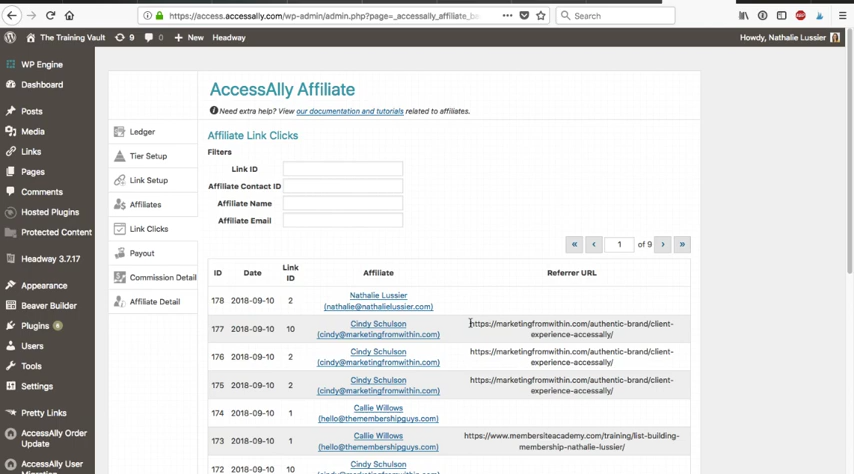 https://access.accessally.com/wp-admin/admin.php?page=_accessally_affiliate_be
Search
The Training Vault
9
0
New
Headway
Howdy, Nathalie Lussier
WP Engine
Dashboard
Posts
Media
Links
Pages
Comments
Hosted Plugins
Protected Content
Headway 3.7.17
Appearance
Beaver Builder
Plugins 6
Users
Tools
Settings
Pretty Links
AccessAlly Order
Update
AccessAlly User
Migration
Ledger
Tier Setup
Link Setup
Affiliates
Link Clicks
Payout
Commission Detail
Affiliate Detail
AccessAlly Affiliate
Need extra help? View our documentation and tutorials related to affiliates.
Affiliate Link Clicks
Filters
Link ID
Affiliate Contact ID
Affiliate Name
Affiliate Email
« ‹ 1 of 9 › »
ID Date Link ID Affiliate Referrer URL
178 2018-09-10 2 Nathalie Lussier
(nathalie@nathalielussier.com)
177 2018-09-10 10 Cindy Schulson https://marketingfromwithin.com/authentic-brand/client-
(cindy@marketingfromwithin.com) experience-accessally/
176 2018-09-10 2 Cindy Schulson https://marketingfromwithin.com/authentic-brand/client-
(cindy@marketingfromwithin.com) experience-accessally/
175 2018-09-10 2 Cindy Schulson https://marketingfromwithin.com/authentic-brand/client-
(cindy@marketingfromwithin.com) experience-accessally/
174 2018-09-10 1 Callie Willows
(hello@themembershipguys.com)
173 2018-09-10 1 Callie Willows https://www.membersiteacademy.com/training/list-building-
(hello@themembershipguys.com) membership-nathalie-lussier/
172 2018-09-10 10 Cindy Schulson